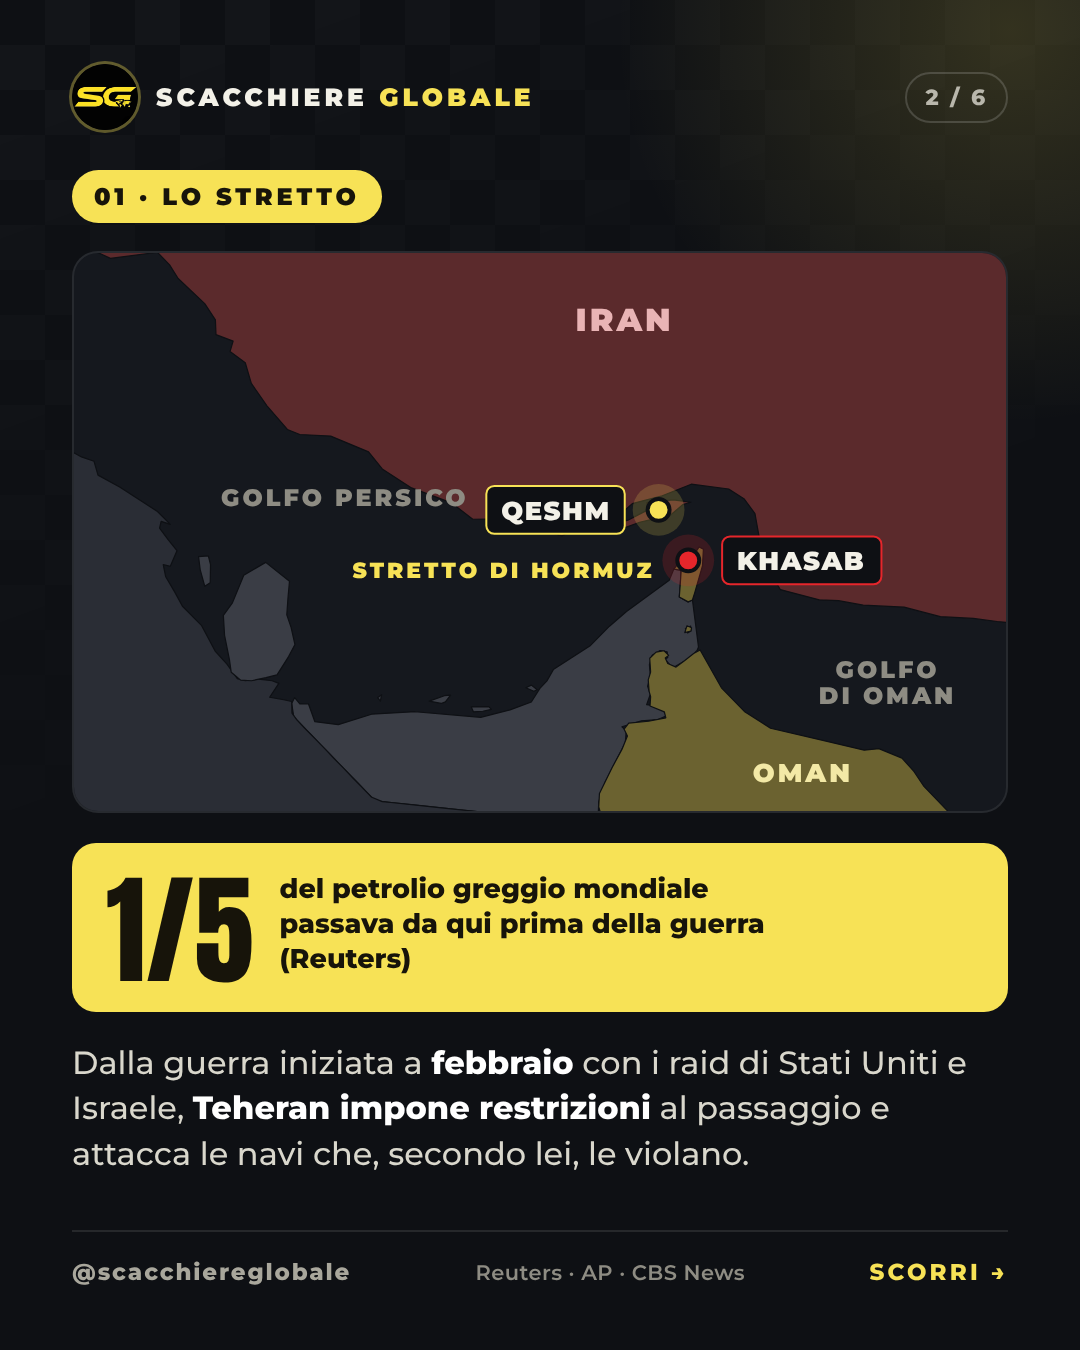 SG
SCACCHIERE GLOBALE
2 / 6
01 · LO STRETTO
IRAN
GOLFO PERSICO
QESHM
STRETTO DI HORMUZ
KHASAB
GOLFO
DI OMAN
OMAN
1/5
del petrolio greggio mondiale
passava da qui prima della guerra
(Reuters)
Dalla guerra iniziata a febbraio con i raid di Stati Uniti e
Israele, Teheran impone restrizioni al passaggio e
attacca le navi che, secondo lei, le violano.
@scacchiereglobale
Reuters · AP · CBS News
SCORRI →